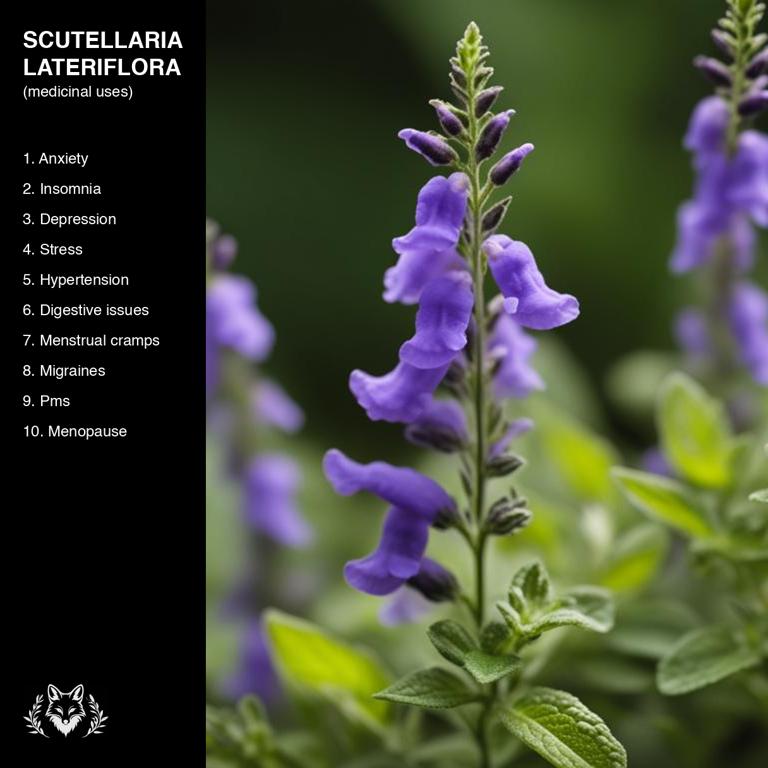 SCUTELLARIA
LATERIFLORA
(medicinal uses)
1. Anxiety
2. Insomnia
3. Depression
4. Stress
5. Hypertension
6. Digestive issues
7. Menstrual cramps
8. Migraines
9. Pms
10. Menopause